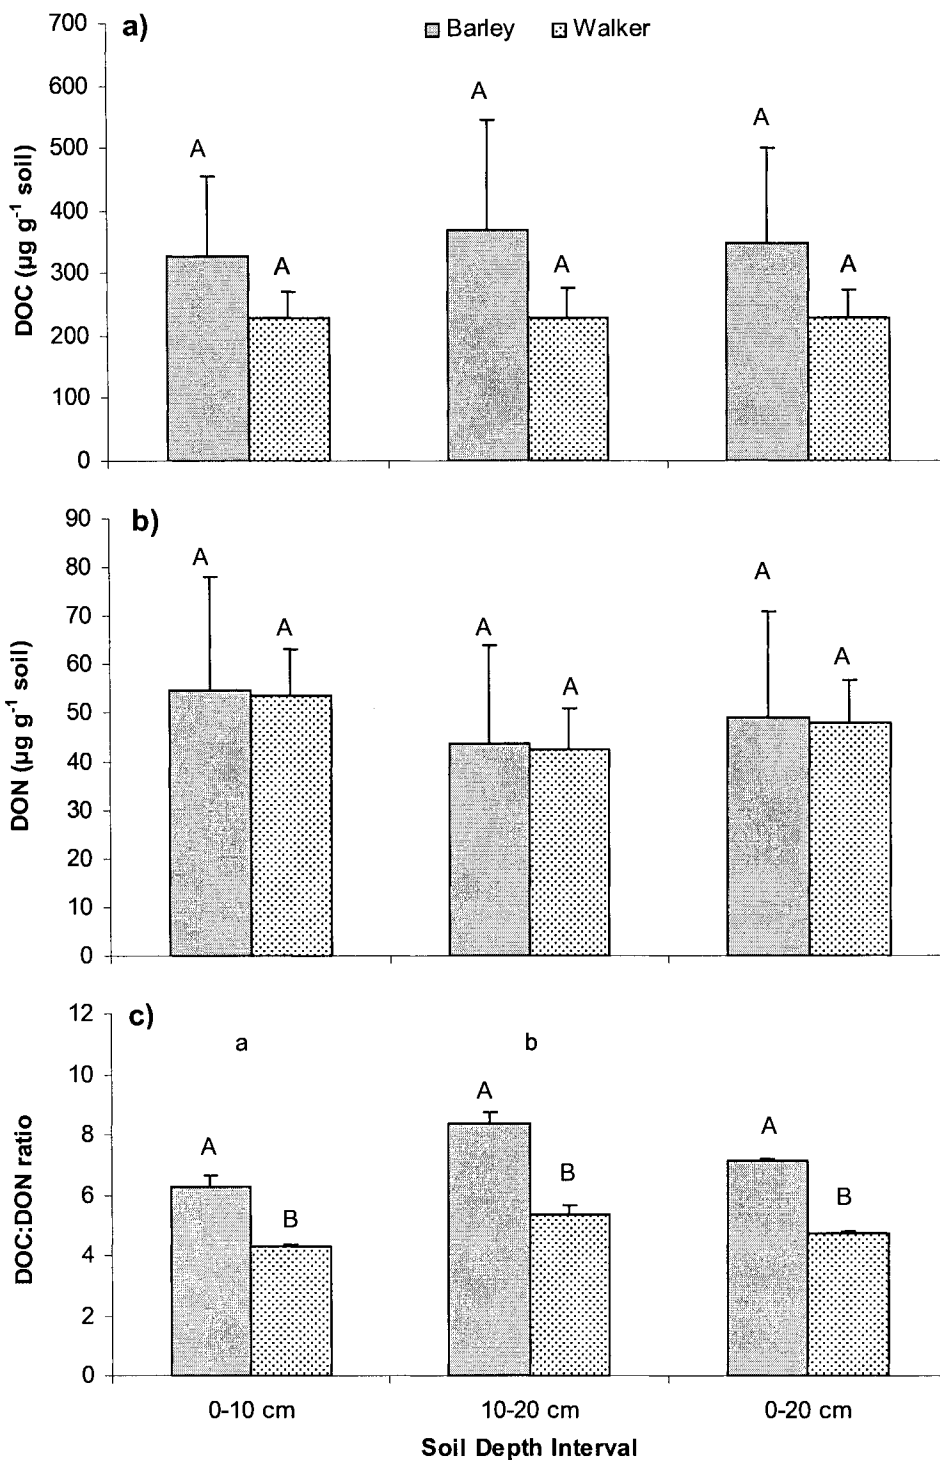 a)
Barley Walker
700
600
500
400
300
200
100
0
DOC (µg g-1 soil)
A A A A A A
b)
90
80
70
60
50
40
30
20
10
0
DON (µg g-1 soil)
A A A A A A
c)
12
10
8
6
4
2
0
DOC:DON ratio
a b
A B A B A B
0-10 cm 10-20 cm 0-20 cm
Soil Depth Interval